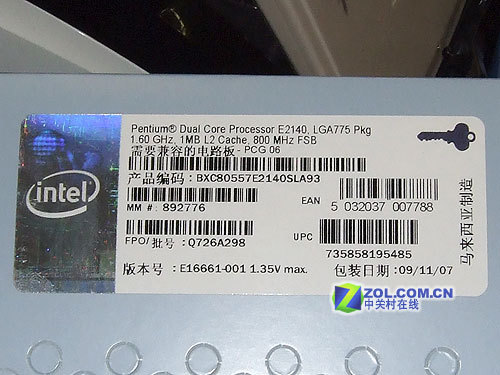 Pentium® Dual Core Processor E2140, LGA775 Pkg
1.60 GHz, 1MB L2 Cache, 800 MHz FSB
需要兼容的电路板 - PCG 06
intel
产品编码: BXC80557E2140SLA93
MM #: 892776
EAN 5 032037 007788
FPO/批号: Q726A298
UPC
735858195485
版本号: E16661-001 1.35V max.
包装日期: 09/11/07
马来西亚制造
Z ZOL.COM.CN
中关村在线